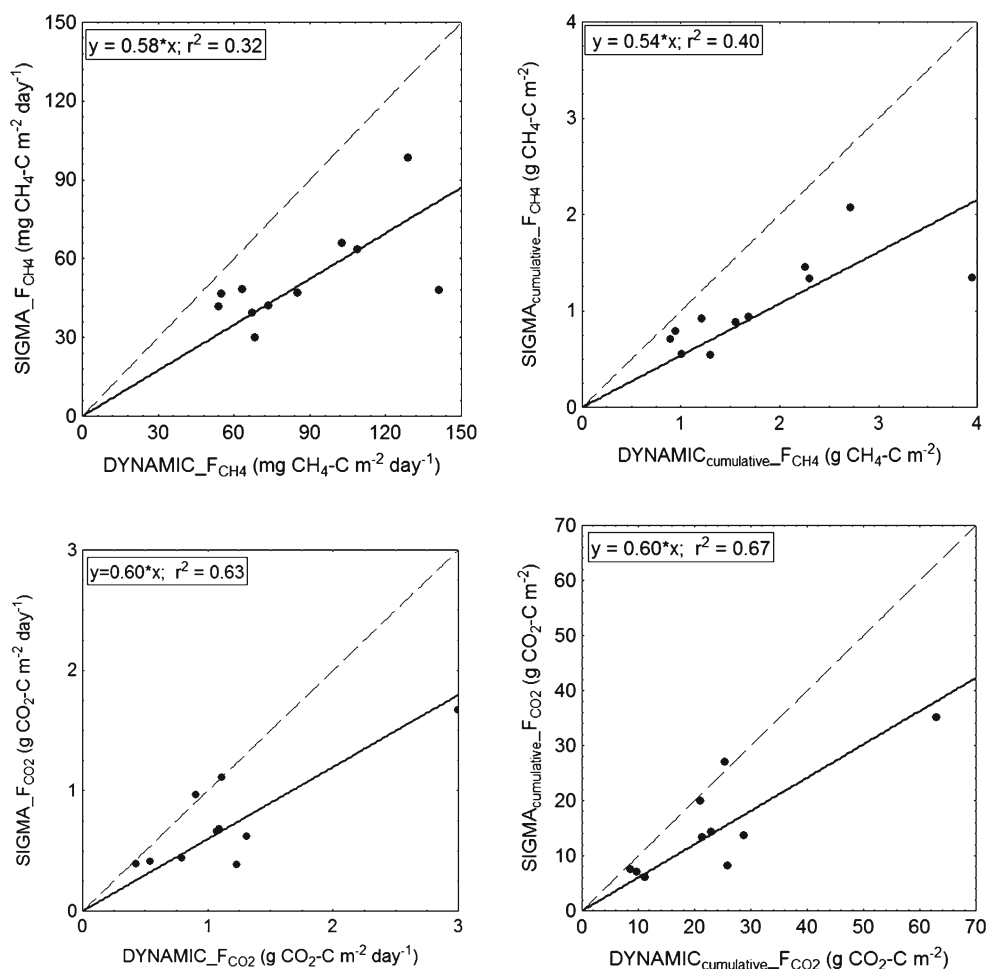 y = 0.58*x; r² = 0.32
SIGMA_F_CH4 (mg CH₄-C m⁻² day⁻¹)
150
120
90
60
30
0
0 30 60 90 120 150
DYNAMIC_F_CH4 (mg CH₄-C m⁻² day⁻¹)
y = 0.54*x; r² = 0.40
SIGMA_cumulative_F_CH4 (g CH₄-C m⁻²)
4
3
2
1
0
0 1 2 3 4
DYNAMIC_cumulative_F_CH4 (g CH₄-C m⁻²)
y=0.60*x; r² = 0.63
SIGMA_F_CO2 (g CO₂-C m⁻² day⁻¹)
3
2
1
0
0 1 2 3
DYNAMIC_F_CO2 (g CO₂-C m⁻² day⁻¹)
y = 0.60*x; r² = 0.67
SIGMA_cumulative_F_CO2 (g CO₂-C m⁻²)
70
60
50
40
30
20
10
0
0 10 20 30 40 50 60 70
DYNAMIC_cumulative_F_CO2 (g CO₂-C m⁻²)